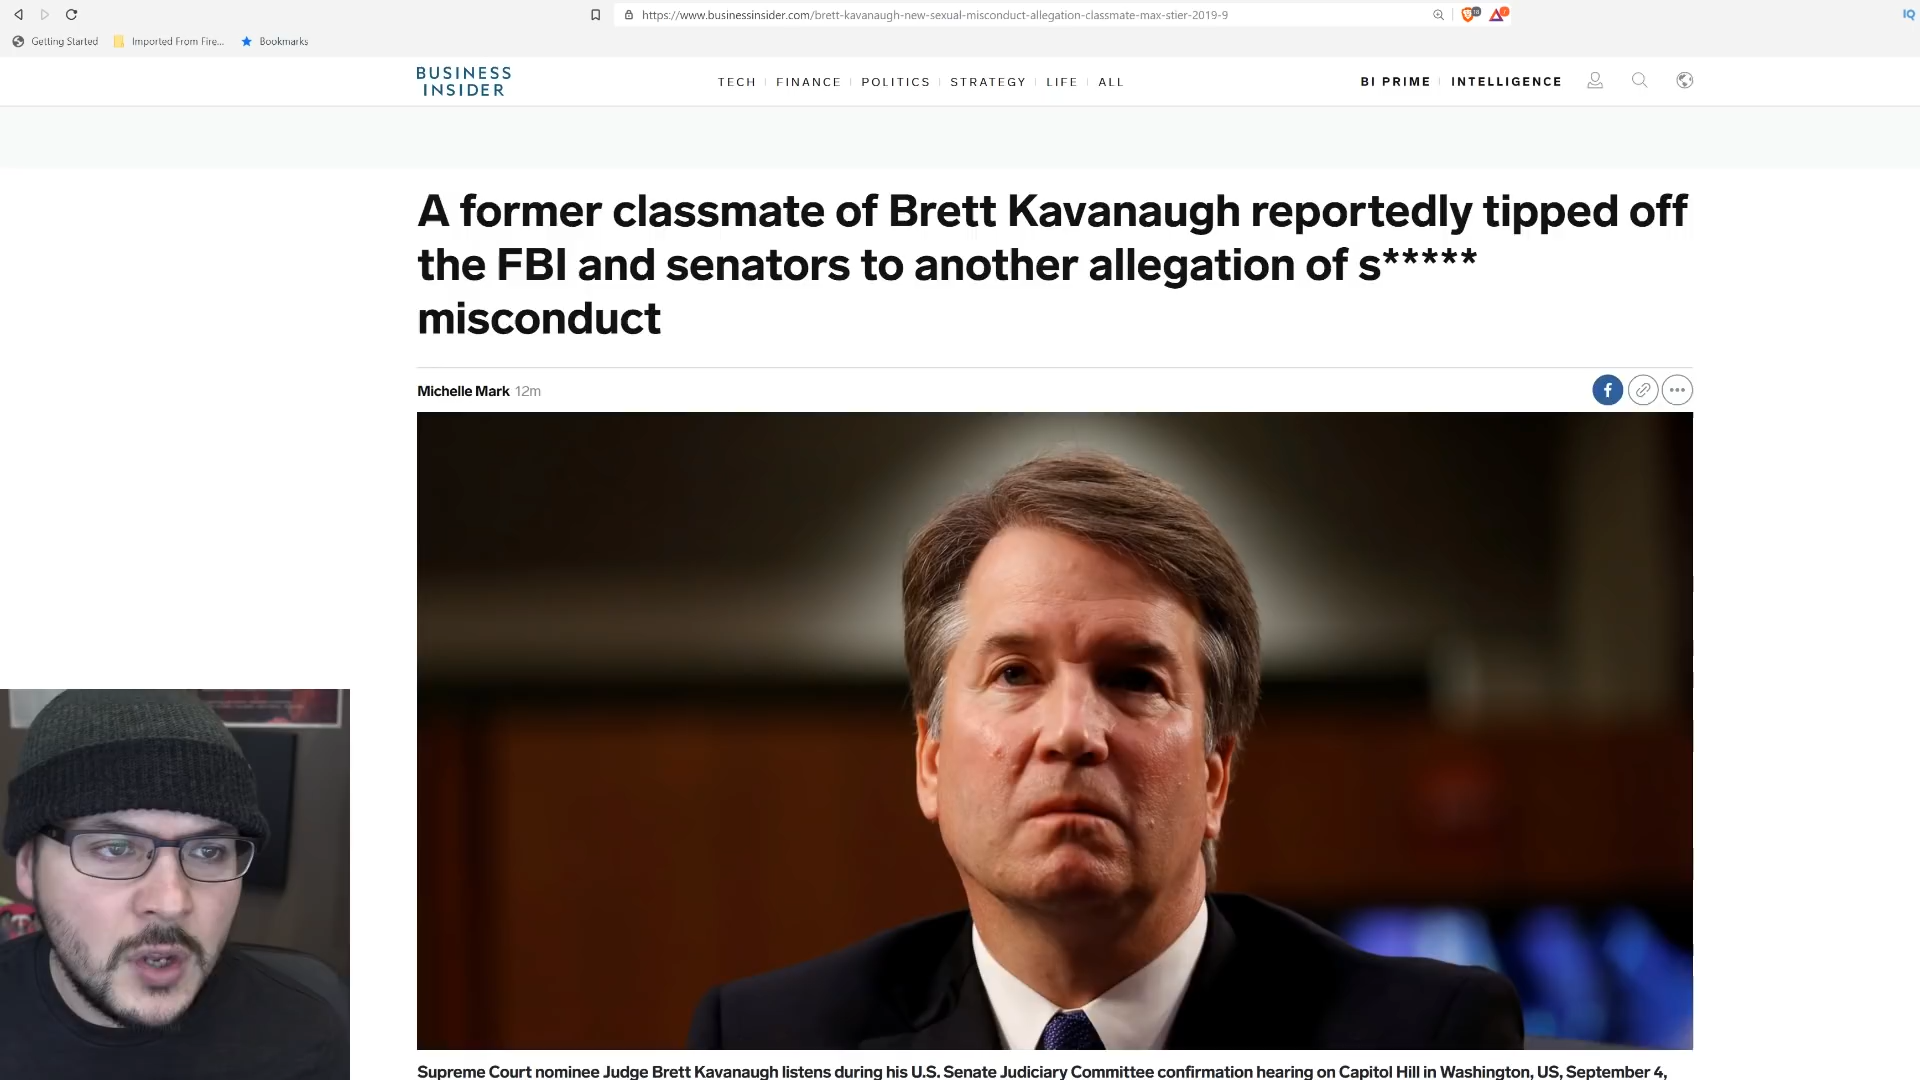 https://www.businessinsider.com/brett-kavanaugh-new-sexual-misconduct-allegation-classmate-max-stier-2019-9
IQ
Getting Started Imported From Fire... Bookmarks
BUSINESS
INSIDER
TECH FINANCE POLITICS STRATEGY LIFE ALL
BI PRIME INTELLIGENCE
A former classmate of Brett Kavanaugh reportedly tipped off
the FBI and senators to another allegation of s*****
misconduct
Michelle Mark 12m
Supreme Court nominee Judge Brett Kavanaugh listens during his U.S. Senate Judiciary Committee confirmation hearing on Capitol Hill in Washington, US, September 4,